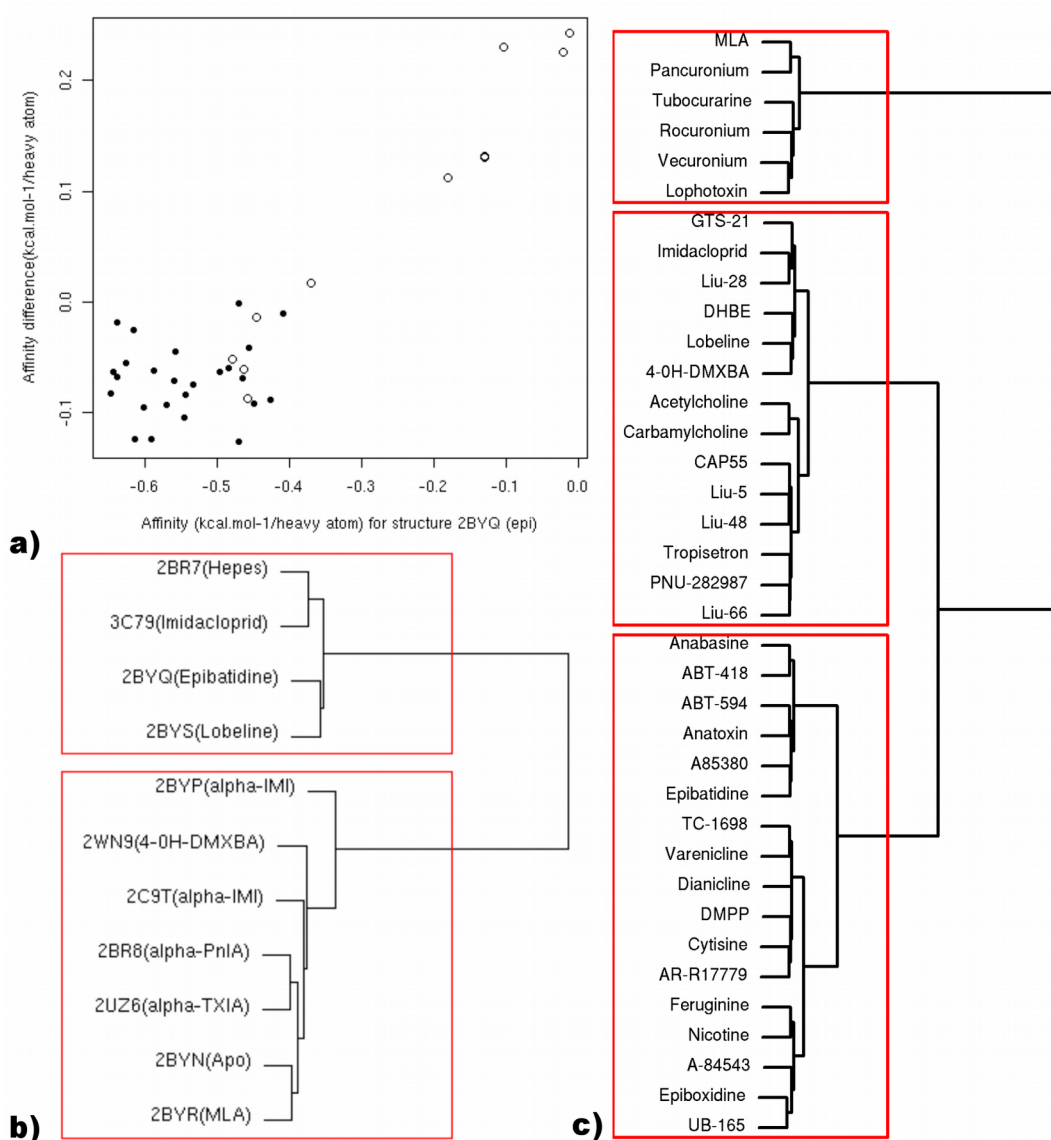 0.2
0.1
0.0
-0.1
Affinity difference(kcal.mol-1/heavy atom)
-0.6 -0.5 -0.4 -0.3 -0.2 -0.1 0.0
Affinity (kcal.mol-1/heavy atom) for structure 2BYQ (epi)
a)
2BR7(Hepes)
3C79(Imidacloprid)
2BYQ(Epibatidine)
2BYS(Lobeline)
2BYP(alpha-IMI)
2WN9(4-0H-DMXBA)
2C9T(alpha-IMI)
2BR8(alpha-PnIA)
2UZ6(alpha-TXIA)
2BYN(Apo)
2BYR(MLA)
b)
MLA
Pancuronium
Tubocurarine
Rocuronium
Vecuronium
Lophotoxin
GTS-21
Imidacloprid
Liu-28
DHBE
Lobeline
4-0H-DMXBA
Acetylcholine
Carbamylcholine
CAP55
Liu-5
Liu-48
Tropisetron
PNU-282987
Liu-66
Anabasine
ABT-418
ABT-594
Anatoxin
A85380
Epibatidine
TC-1698
Varenicline
Dianicline
DMPP
Cytisine
AR-R17779
Feruginine
Nicotine
A-84543
Epiboxidine
UB-165
c)